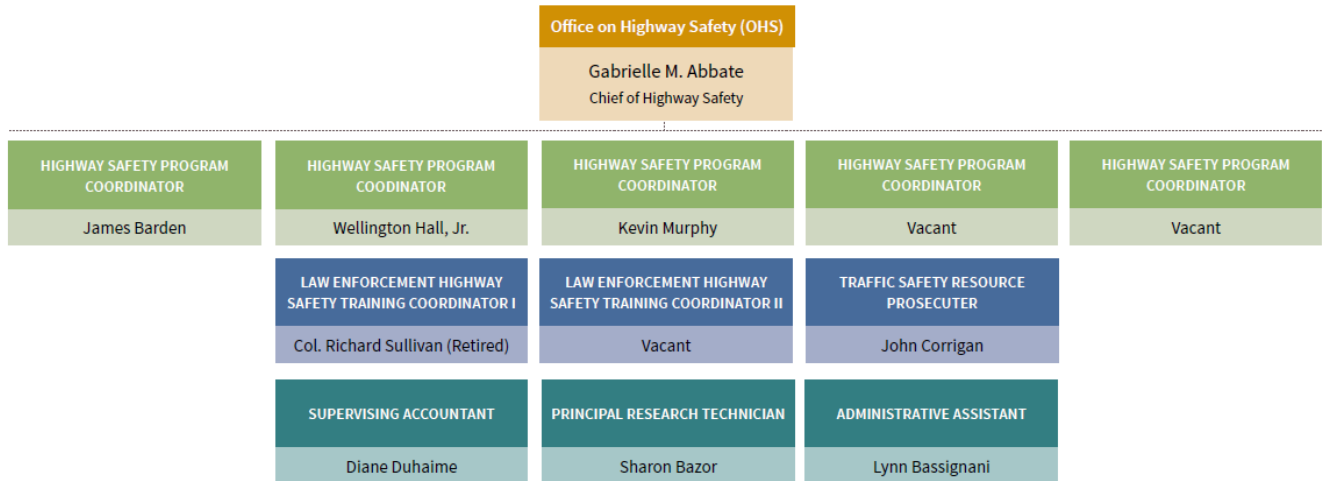 Office on Highway Safety (OHS)
Gabrielle M. Abbate
Chief of Highway Safety
HIGHWAY SAFETY PROGRAM
COORDINATOR
James Barden
HIGHWAY SAFETY PROGRAM
COODINATOR
Wellington Hall, Jr.
HIGHWAY SAFETY PROGRAM
COORDINATOR
Kevin Murphy
HIGHWAY SAFETY PROGRAM
COORDINATOR
Vacant
HIGHWAY SAFETY PROGRAM
COORDINATOR
Vacant
LAW ENFORCEMENT HIGHWAY
SAFETY TRAINING COORDINATOR I
Col. Richard Sullivan (Retired)
LAW ENFORCEMENT HIGHWAY
SAFETY TRAINING COORDINATOR II
Vacant
TRAFFIC SAFETY RESOURCE
PROSECUTER
John Corrigan
SUPERVISING ACCOUNTANT
Diane Duhaime
PRINCIPAL RESEARCH TECHNICIAN
Sharon Bazor
ADMINISTRATIVE ASSISTANT
Lynn Bassignani